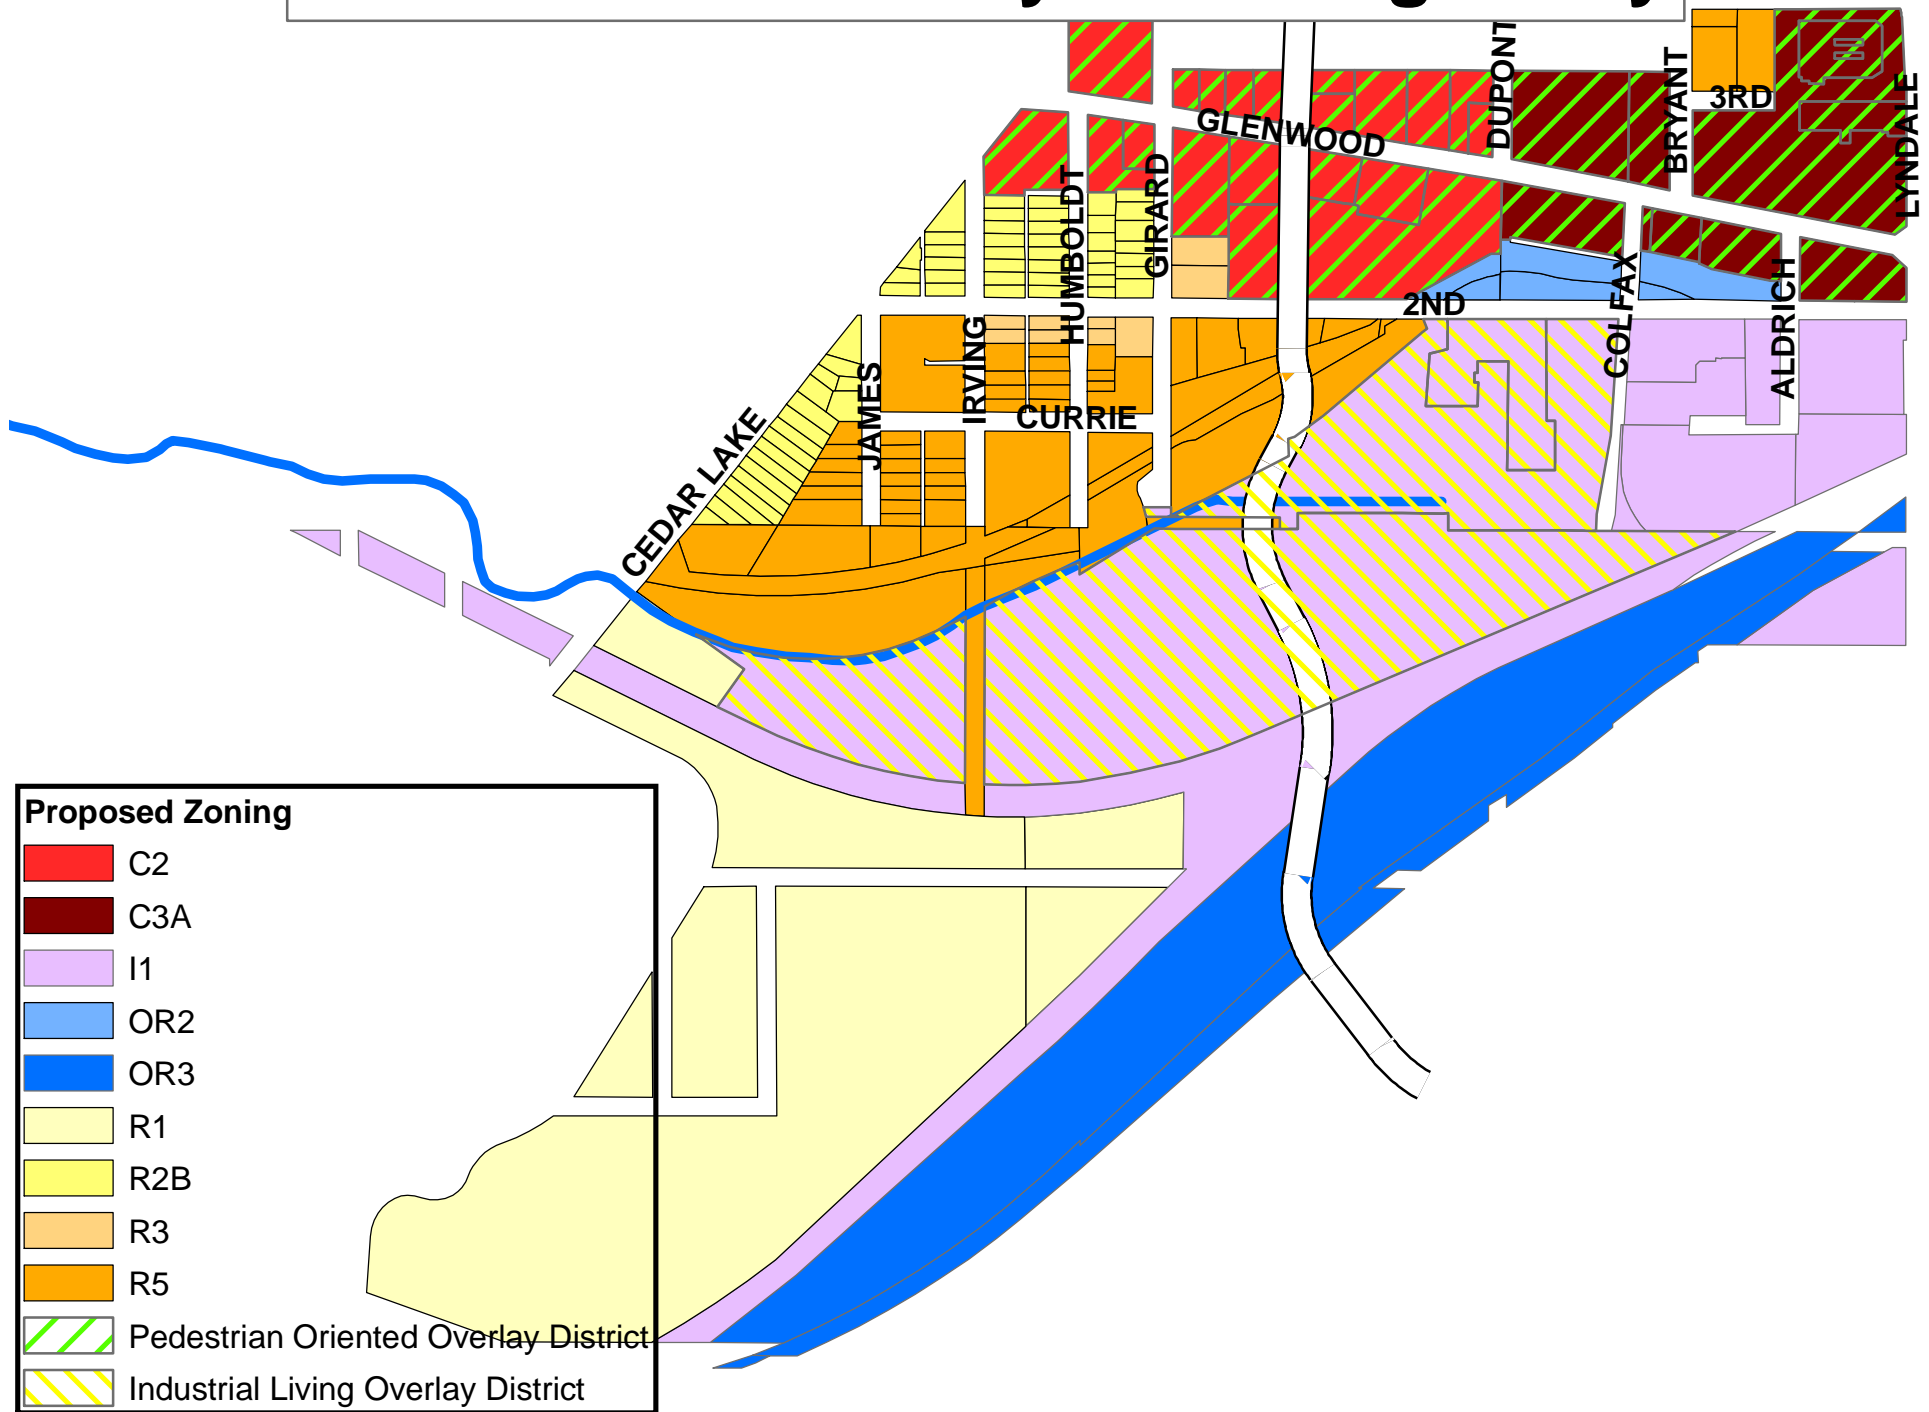 DUPONT
BRYANT
3RD
LYNDALE
GLENWOOD
GIRARD
HUMBOLDT
2ND
COLFAX
ALDRICH
IRVING
JAMES
CURRIE
CEDAR LAKE
Proposed Zoning
C2
C3A
I1
OR2
OR3
R1
R2B
R3
R5
Pedestrian Oriented Overlay District
Industrial Living Overlay District